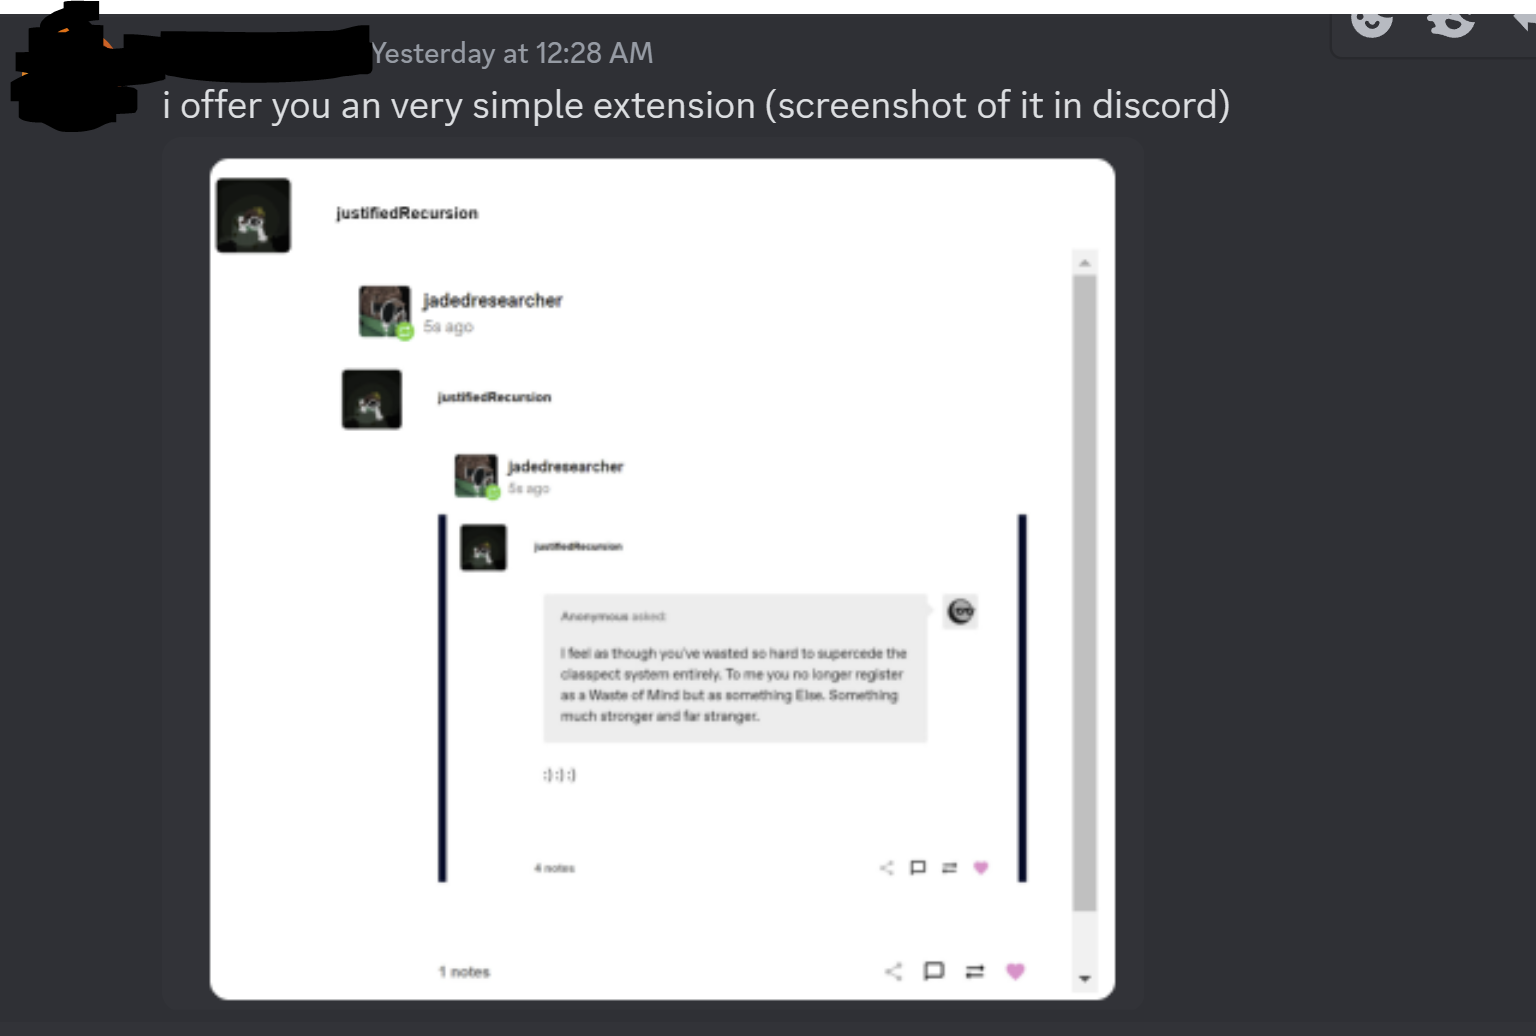 Yesterday at 12:28 AM
i offer you an very simple extension (screenshot of it in discord)
justifiedRecursion
jadedresearcher
5s ago
justifiedRecursion
jadedresearcher
5s ago
justifiedRecursion
Anonymous asked:
I feel as though you've wasted so hard to supercede the
classpect system entirely. To me you no longer register
as a Waste of Mind but as something Else. Something
much stronger and far stranger.
:) :) :)
4 notes
1 notes